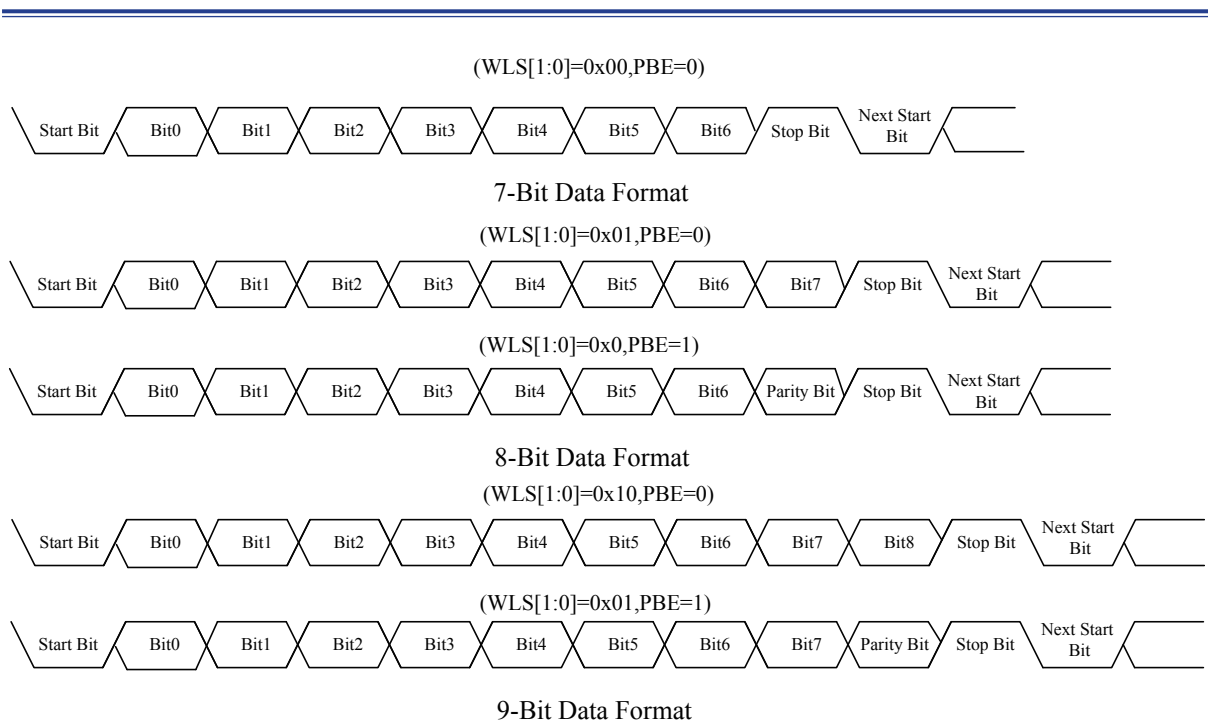 (WLS[1:0]=0x00,PBE=0)
Start Bit Bit0 Bit1 Bit2 Bit3 Bit4 Bit5 Bit6 Stop Bit Next Start Bit
7-Bit Data Format
(WLS[1:0]=0x01,PBE=0)
Start Bit Bit0 Bit1 Bit2 Bit3 Bit4 Bit5 Bit6 Bit7 Stop Bit Next Start Bit
(WLS[1:0]=0x0,PBE=1)
Start Bit Bit0 Bit1 Bit2 Bit3 Bit4 Bit5 Bit6 Parity Bit Stop Bit Next Start Bit
8-Bit Data Format
(WLS[1:0]=0x10,PBE=0)
Start Bit Bit0 Bit1 Bit2 Bit3 Bit4 Bit5 Bit6 Bit7 Bit8 Stop Bit Next Start Bit
(WLS[1:0]=0x01,PBE=1)
Start Bit Bit0 Bit1 Bit2 Bit3 Bit4 Bit5 Bit6 Bit7 Parity Bit Stop Bit Next Start Bit
9-Bit Data Format